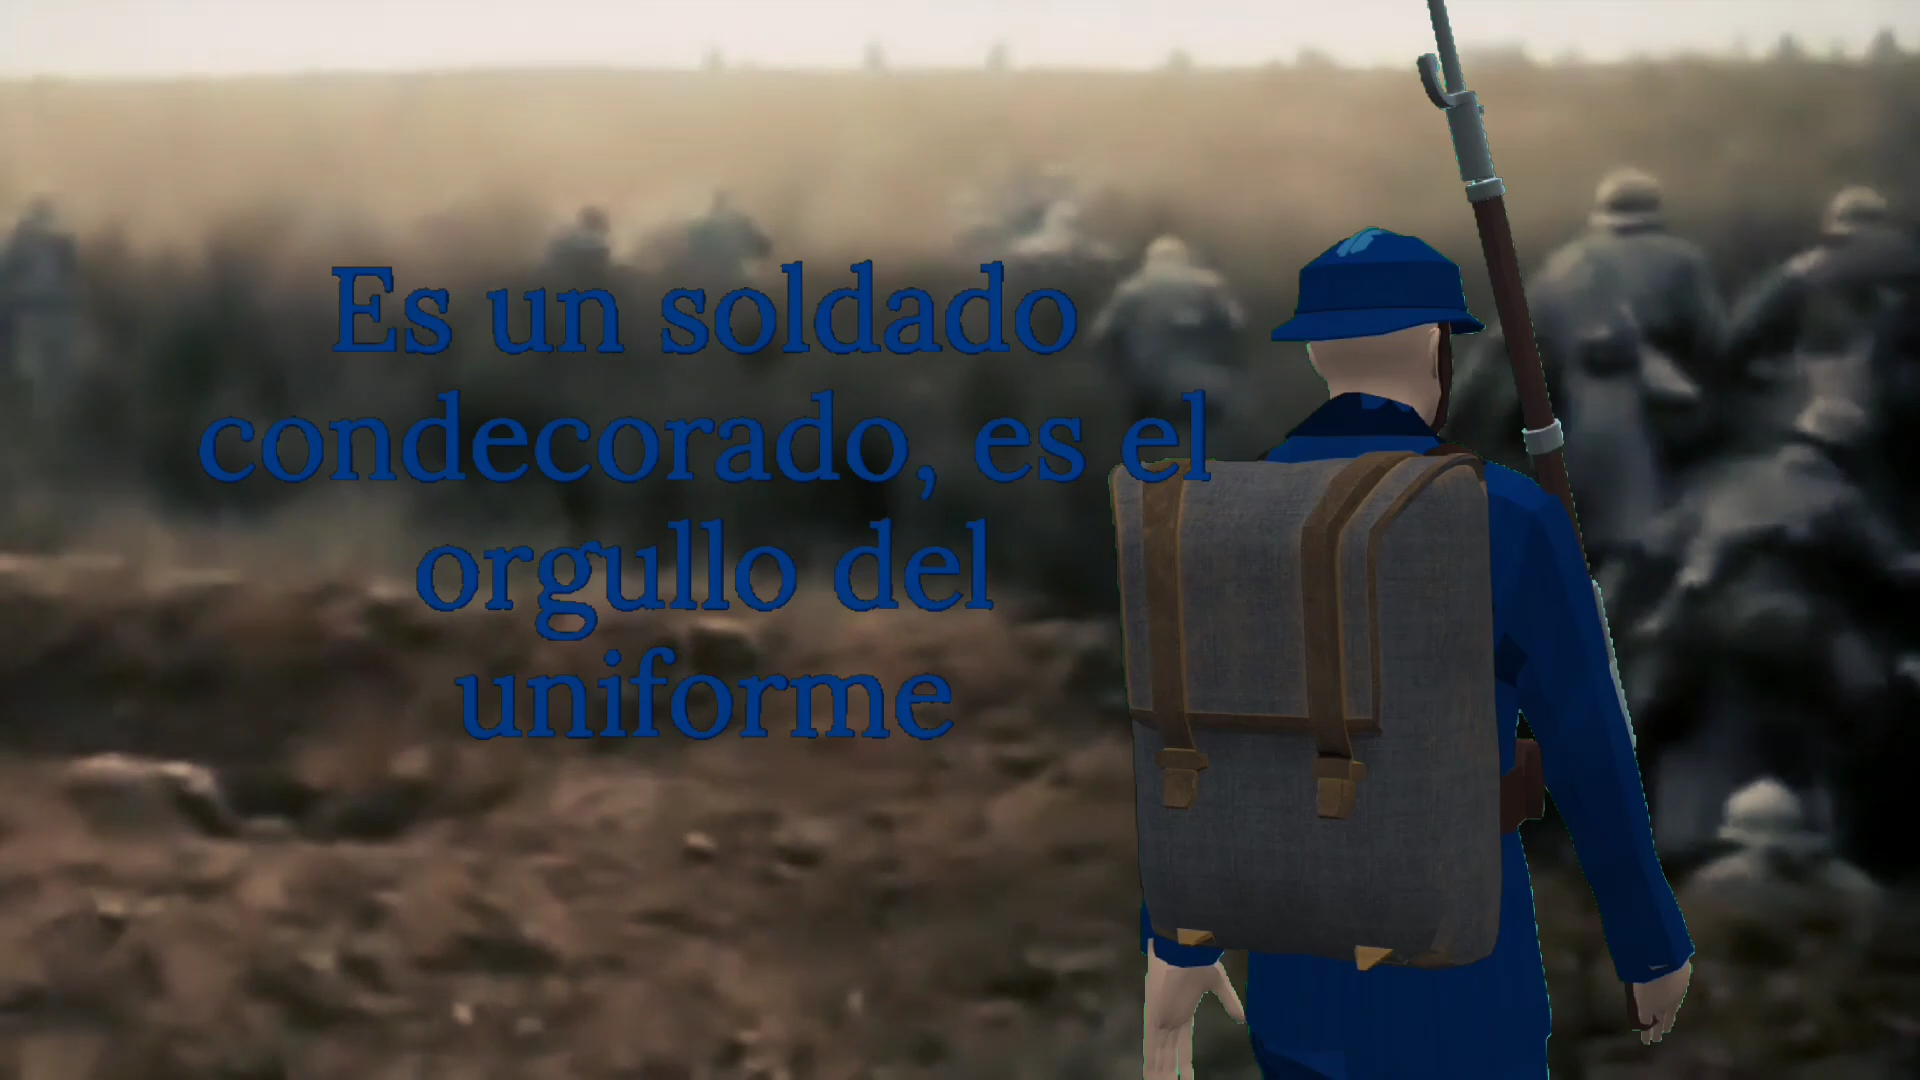 Es un soldado
condecorado, es el
orgullo del
uniforme